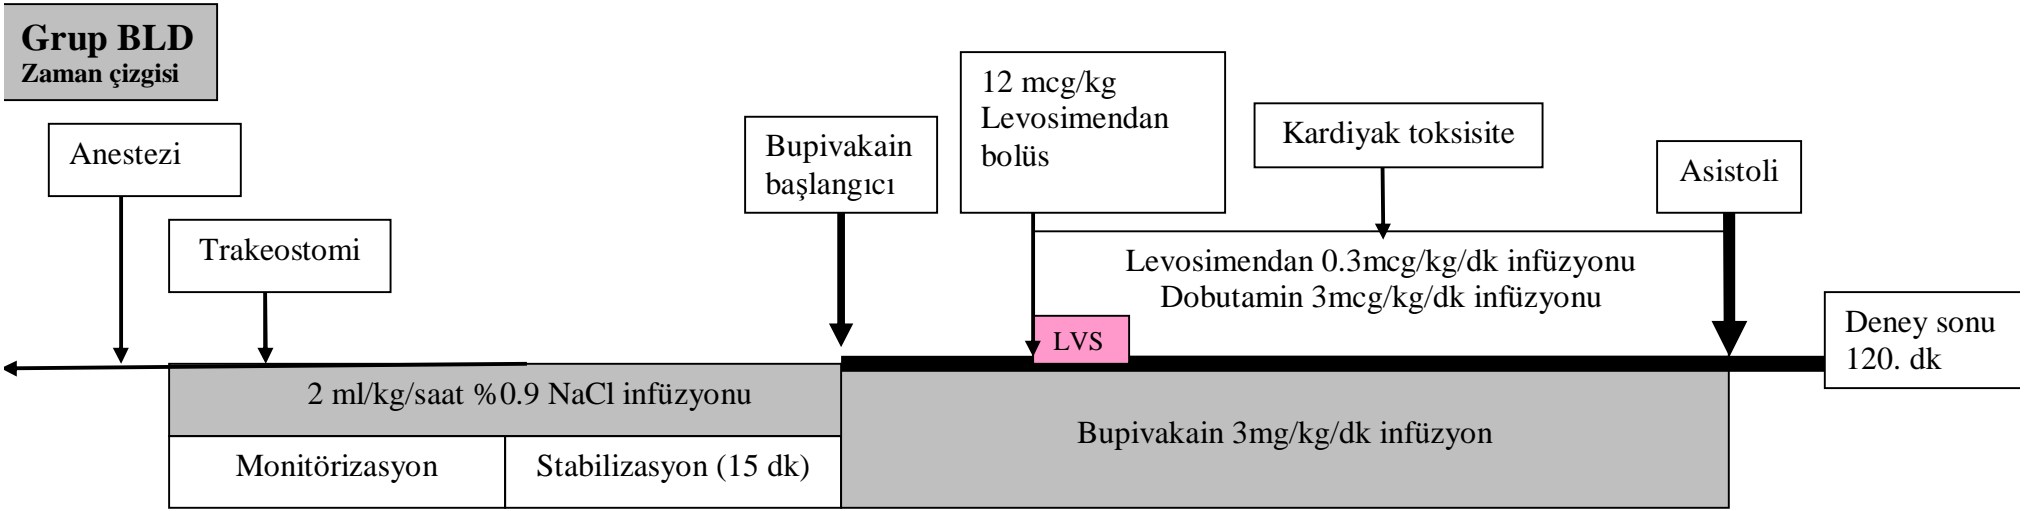 Grup BLD
Zaman çizgisi
Anestezi
Trakeostomi
Bupivakain
başlangıcı
12 mcg/kg
Levosimendan
bolüs
Kardiyak toksisite
Asistoli
Levosimendan 0.3mcg/kg/dk infüzyonu
Dobutamin 3mcg/kg/dk infüzyonu
LVS
Deney sonu
120. dk
2 ml/kg/saat %0.9 NaCl infüzyonu
Bupivakain 3mg/kg/dk infüzyon
Monitörizasyon
Stabilizasyon (15 dk)